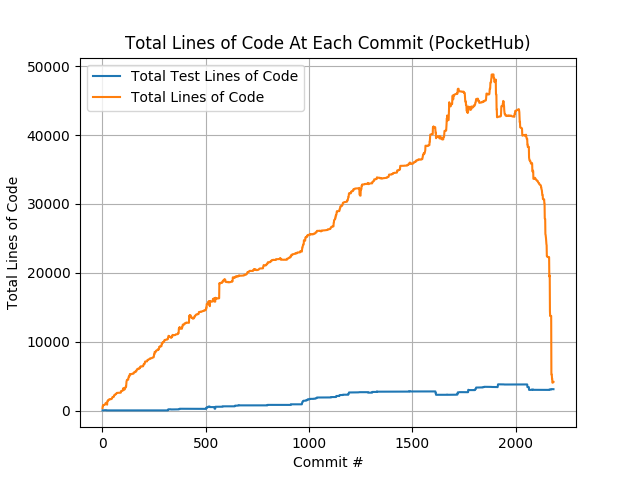 Total Lines of Code At Each Commit (PocketHub)
Total Test Lines of Code
Total Lines of Code
50000
40000
30000
20000
10000
0
Total Lines of Code
0 500 1000 1500 2000
Commit #